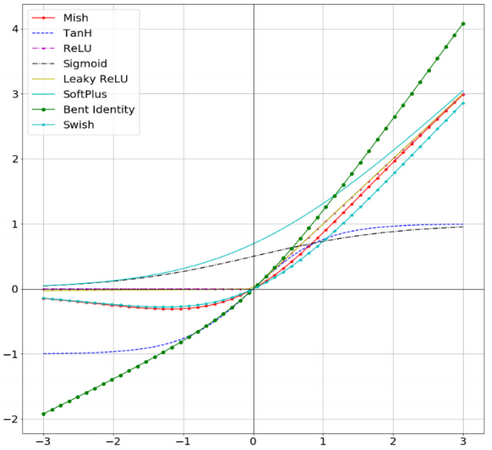 Mish
TanH
ReLU
Sigmoid
Leaky ReLU
SoftPlus
Bent Identity
Swish
4
3
2
1
0
−1
−2
−3 −2 −1 0 1 2 3